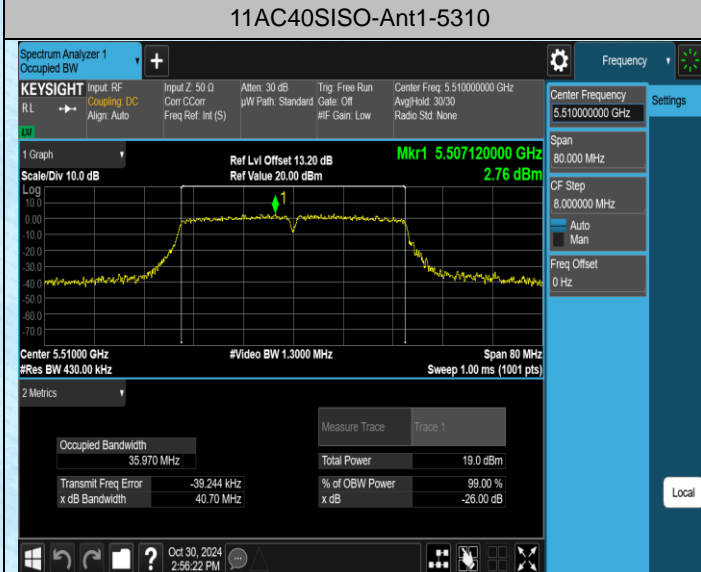 11AC40SISO-Ant1-5310
Spectrum Analyzer 1
Occupied BW
Frequency
KEYSIGHT
R L
Input: RF
Coupling: DC
Align: Auto
Input Z: 50 Ω
Corr CCorr
Freq Ref: Int (S)
Atten: 30 dB
µW Path: Standard
Trig: Free Run
Gate: Off
#IF Gain: Low
Center Freq: 5.510000000 GHz
Avg|Hold: 30/30
Radio Std: None
Center Frequency
5.510000000 GHz
Settings
Span
80.000 MHz
CF Step
8.000000 MHz
Auto
Man
Freq Offset
0 Hz
Local
1 Graph
Scale/Div 10.0 dB
Ref Lvl Offset 13.20 dB
Ref Value 20.00 dBm
Mkr1 5.507120000 GHz
2.76 dBm
Log
10.0
0.00
-10.0
-20.0
-30.0
-40.0
-50.0
-60.0
-70.0
1
Center 5.51000 GHz
#Video BW 1.3000 MHz
Span 80 MHz
#Res BW 430.00 kHz
Sweep 1.00 ms (1001 pts)
2 Metrics
Measure Trace
Trace 1
Occupied Bandwidth
35.970 MHz
Total Power
19.0 dBm
Transmit Freq Error
-39.244 kHz
% of OBW Power
99.00 %
x dB Bandwidth
40.70 MHz
x dB
-26.00 dB
Oct 30, 2024
2:56:22 PM